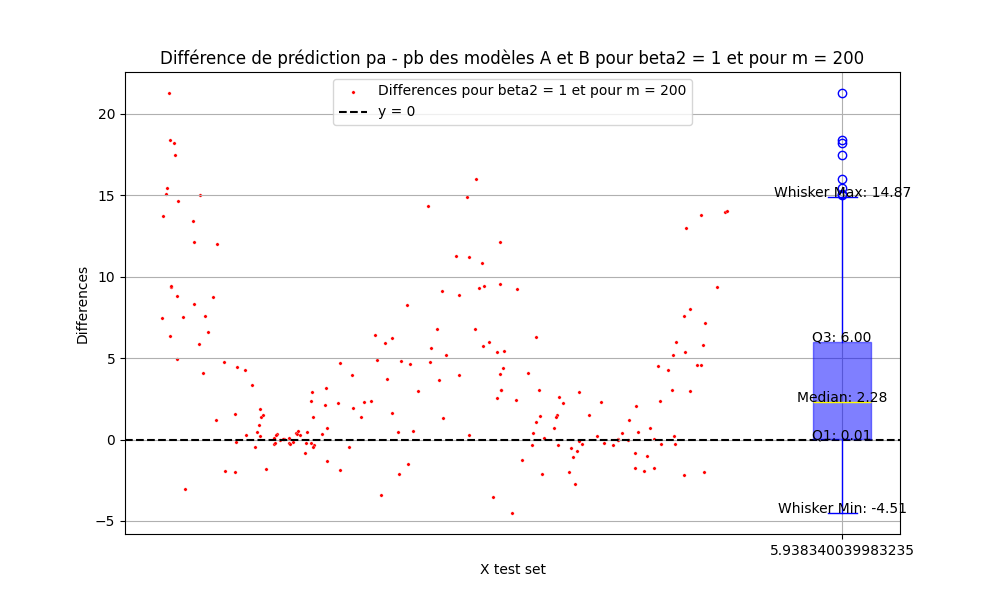 Différence de prédiction pa - pb des modèles A et B pour beta2 = 1 et pour m = 200
Differences pour beta2 = 1 et pour m = 200
y = 0
20
15
10
5
0
−5
Differences
Whisker Max: 14.87
Q3: 6.00
Median: 2.28
Q1: 0.01
Whisker Min: -4.51
5.938340039983235
X test set